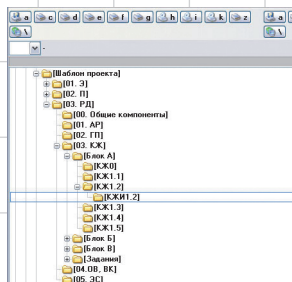 a c d e f g h i k z a
\ \
-
[Шаблон проекта]
[01. Э]
[02. П]
[03. РД]
[00. Общие компоненты]
[01. АР]
[02. ГП]
[03. КЖ]
[Блок А]
[КЖ0]
[КЖ1.1]
[КЖ1.2]
[КЖИ1.2]
[КЖ1.3]
[КЖ1.4]
[КЖ1.5]
[Блок Б]
[Блок В]
[Задания]
[04.ОВ, ВК]
[05. ЭС]